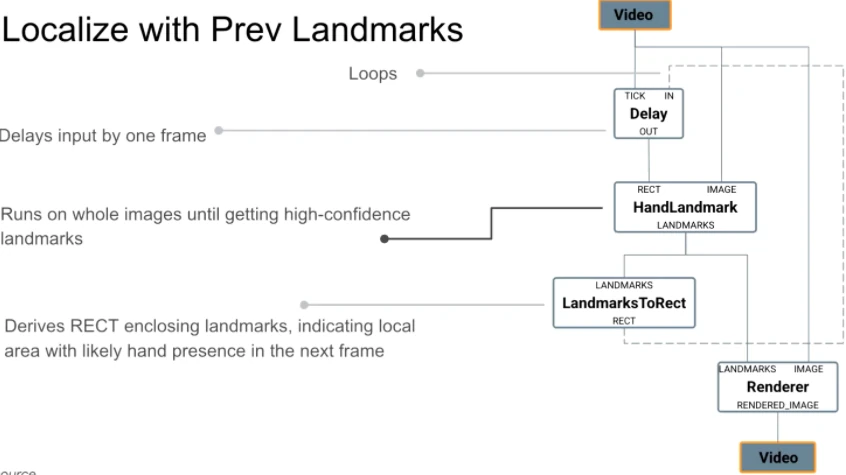 Video
Localize with Prev Landmarks
Loops
TICK IN
Delay
OUT
Delays input by one frame
RECT IMAGE
HandLandmark
LANDMARKS
Runs on whole images until getting high-confidence
landmarks
LANDMARKS
LandmarksToRect
RECT
Derives RECT enclosing landmarks, indicating local
area with likely hand presence in the next frame
LANDMARKS IMAGE
Renderer
RENDERED_IMAGE
Video